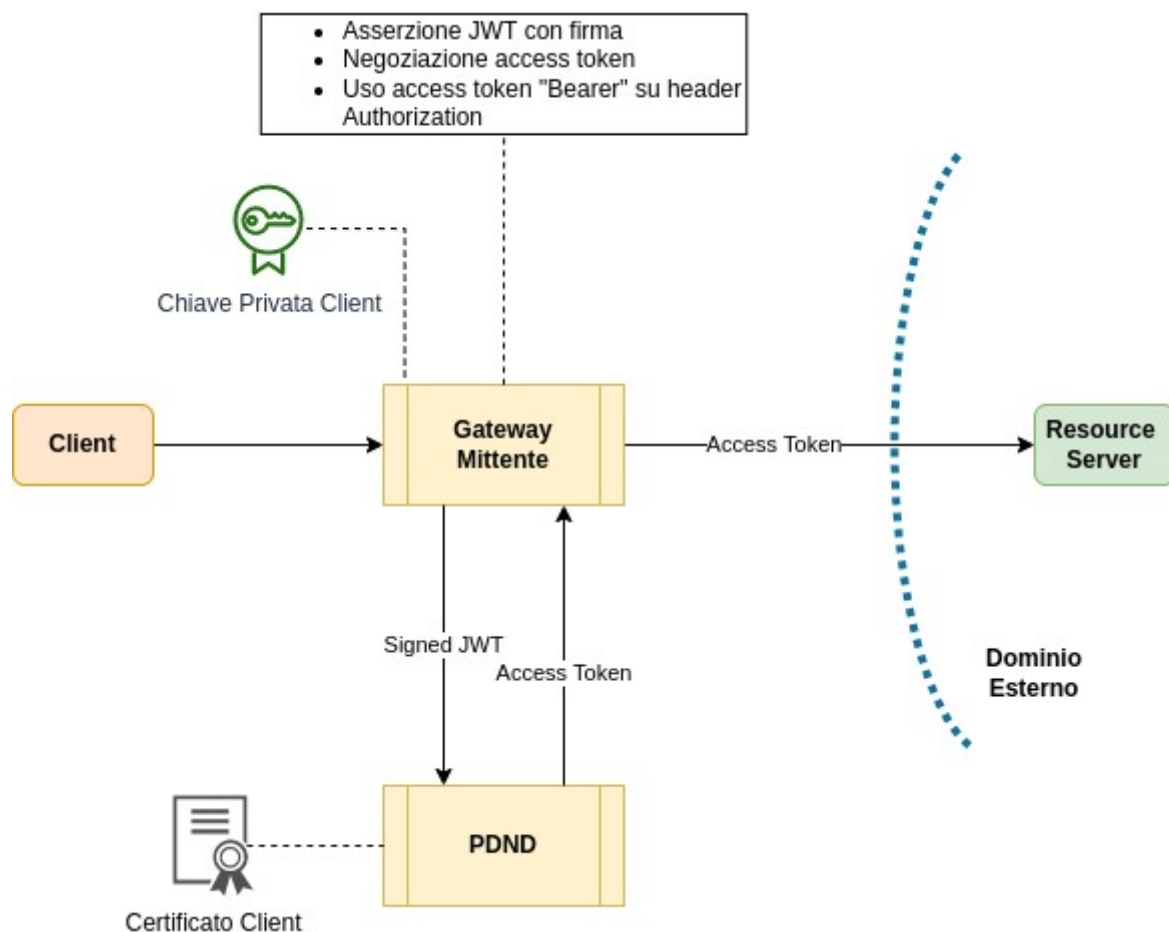 • Asserzione JWT con firma
• Negoziazione access token
• Uso access token "Bearer" su header
Authorization
Chiave Privata Client
Client
Gateway
Mittente
Access Token
Resource
Server
Signed JWT
Access Token
Dominio
Esterno
PDND
Certificato Client